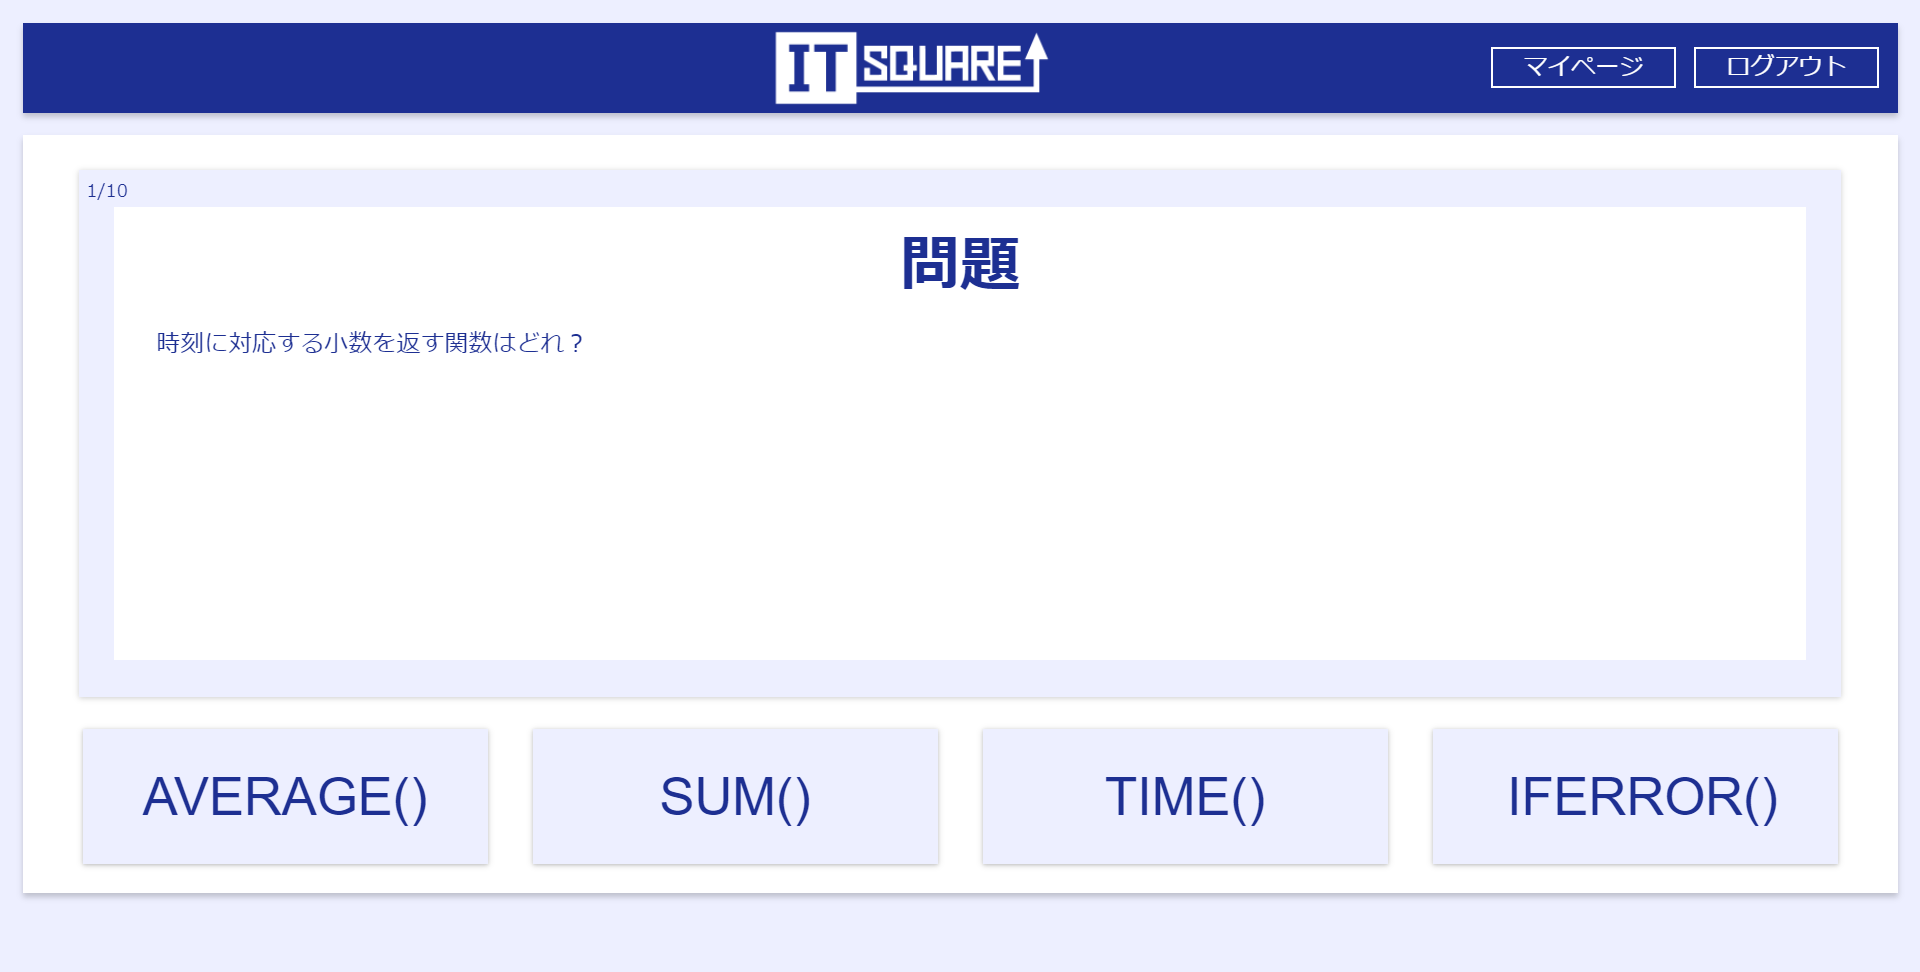 IT SQUARE
マイページ
ログアウト
1/10
問題
時刻に対応する小数を返す関数はどれ？
AVERAGE()
SUM()
TIME()
IFERROR()